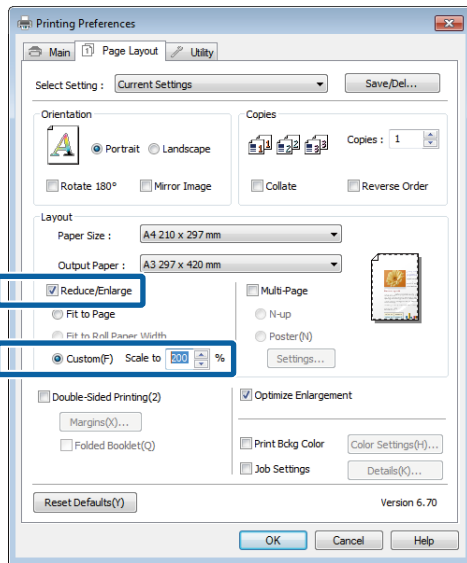 Printing Preferences
Main Page Layout Utility
Select Setting : Current Settings Save/Del...
Orientation Copies
Portrait Landscape Copies : 1
Rotate 180° Mirror Image Collate Reverse Order
Layout
Paper Size : A4 210 x 297 mm
Output Paper : A3 297 x 420 mm
Reduce/Enlarge Multi-Page
Fit to Page N-up
Fit to Roll Paper Width Poster(N)
Custom(F) Scale to 200 % Settings...
Double-Sided Printing(2) Optimize Enlargement
Margins(X)...
Folded Booklet(Q) Print Bckg Color Color Settings(H)...
Job Settings Details(K)...
Reset Defaults(Y) Version 6.70
OK Cancel Help